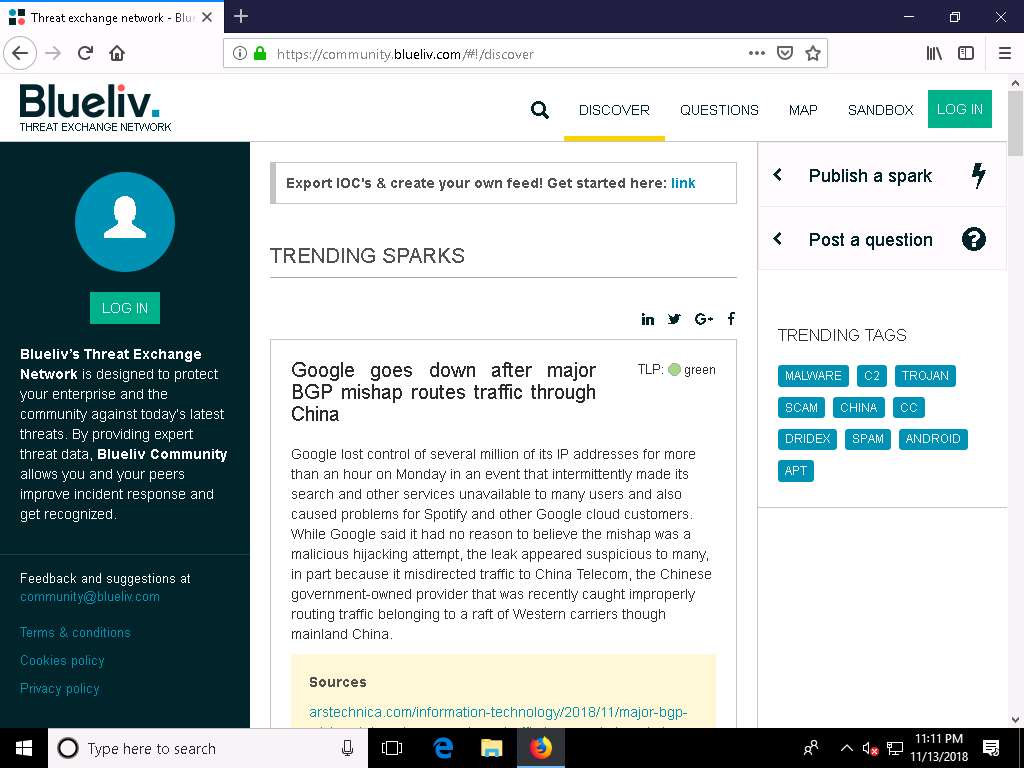 Threat exchange network - Blu
https://community.blueliv.com/#!/discover
Blueliv.
THREAT EXCHANGE NETWORK
DISCOVER
QUESTIONS
MAP
SANDBOX
LOG IN
LOG IN
Blueliv's Threat Exchange
Network is designed to protect
your enterprise and the
community against today's latest
threats. By providing expert
threat data, Blueliv Community
allows you and your peers
improve incident response and
get recognized.
Feedback and suggestions at
community@blueliv.com
Terms & conditions
Cookies policy
Privacy policy
Export IOC's & create your own feed! Get started here: link
TRENDING SPARKS
Google goes down after major
BGP mishap routes traffic through
China
TLP: green
Google lost control of several million of its IP addresses for more
than an hour on Monday in an event that intermittently made its
search and other services unavailable to many users and also
caused problems for Spotify and other Google cloud customers.
While Google said it had no reason to believe the mishap was a
malicious hijacking attempt, the leak appeared suspicious to many,
in part because it misdirected traffic to China Telecom, the Chinese
government-owned provider that was recently caught improperly
routing traffic belonging to a raft of Western carriers though
mainland China.
Sources
arstechnica.com/information-technology/2018/11/major-bgp-
Publish a spark
Post a question
TRENDING TAGS
MALWARE C2 TROJAN
SCAM CHINA CC
DRIDEX SPAM ANDROID
APT
Type here to search
11:11 PM
11/13/2018